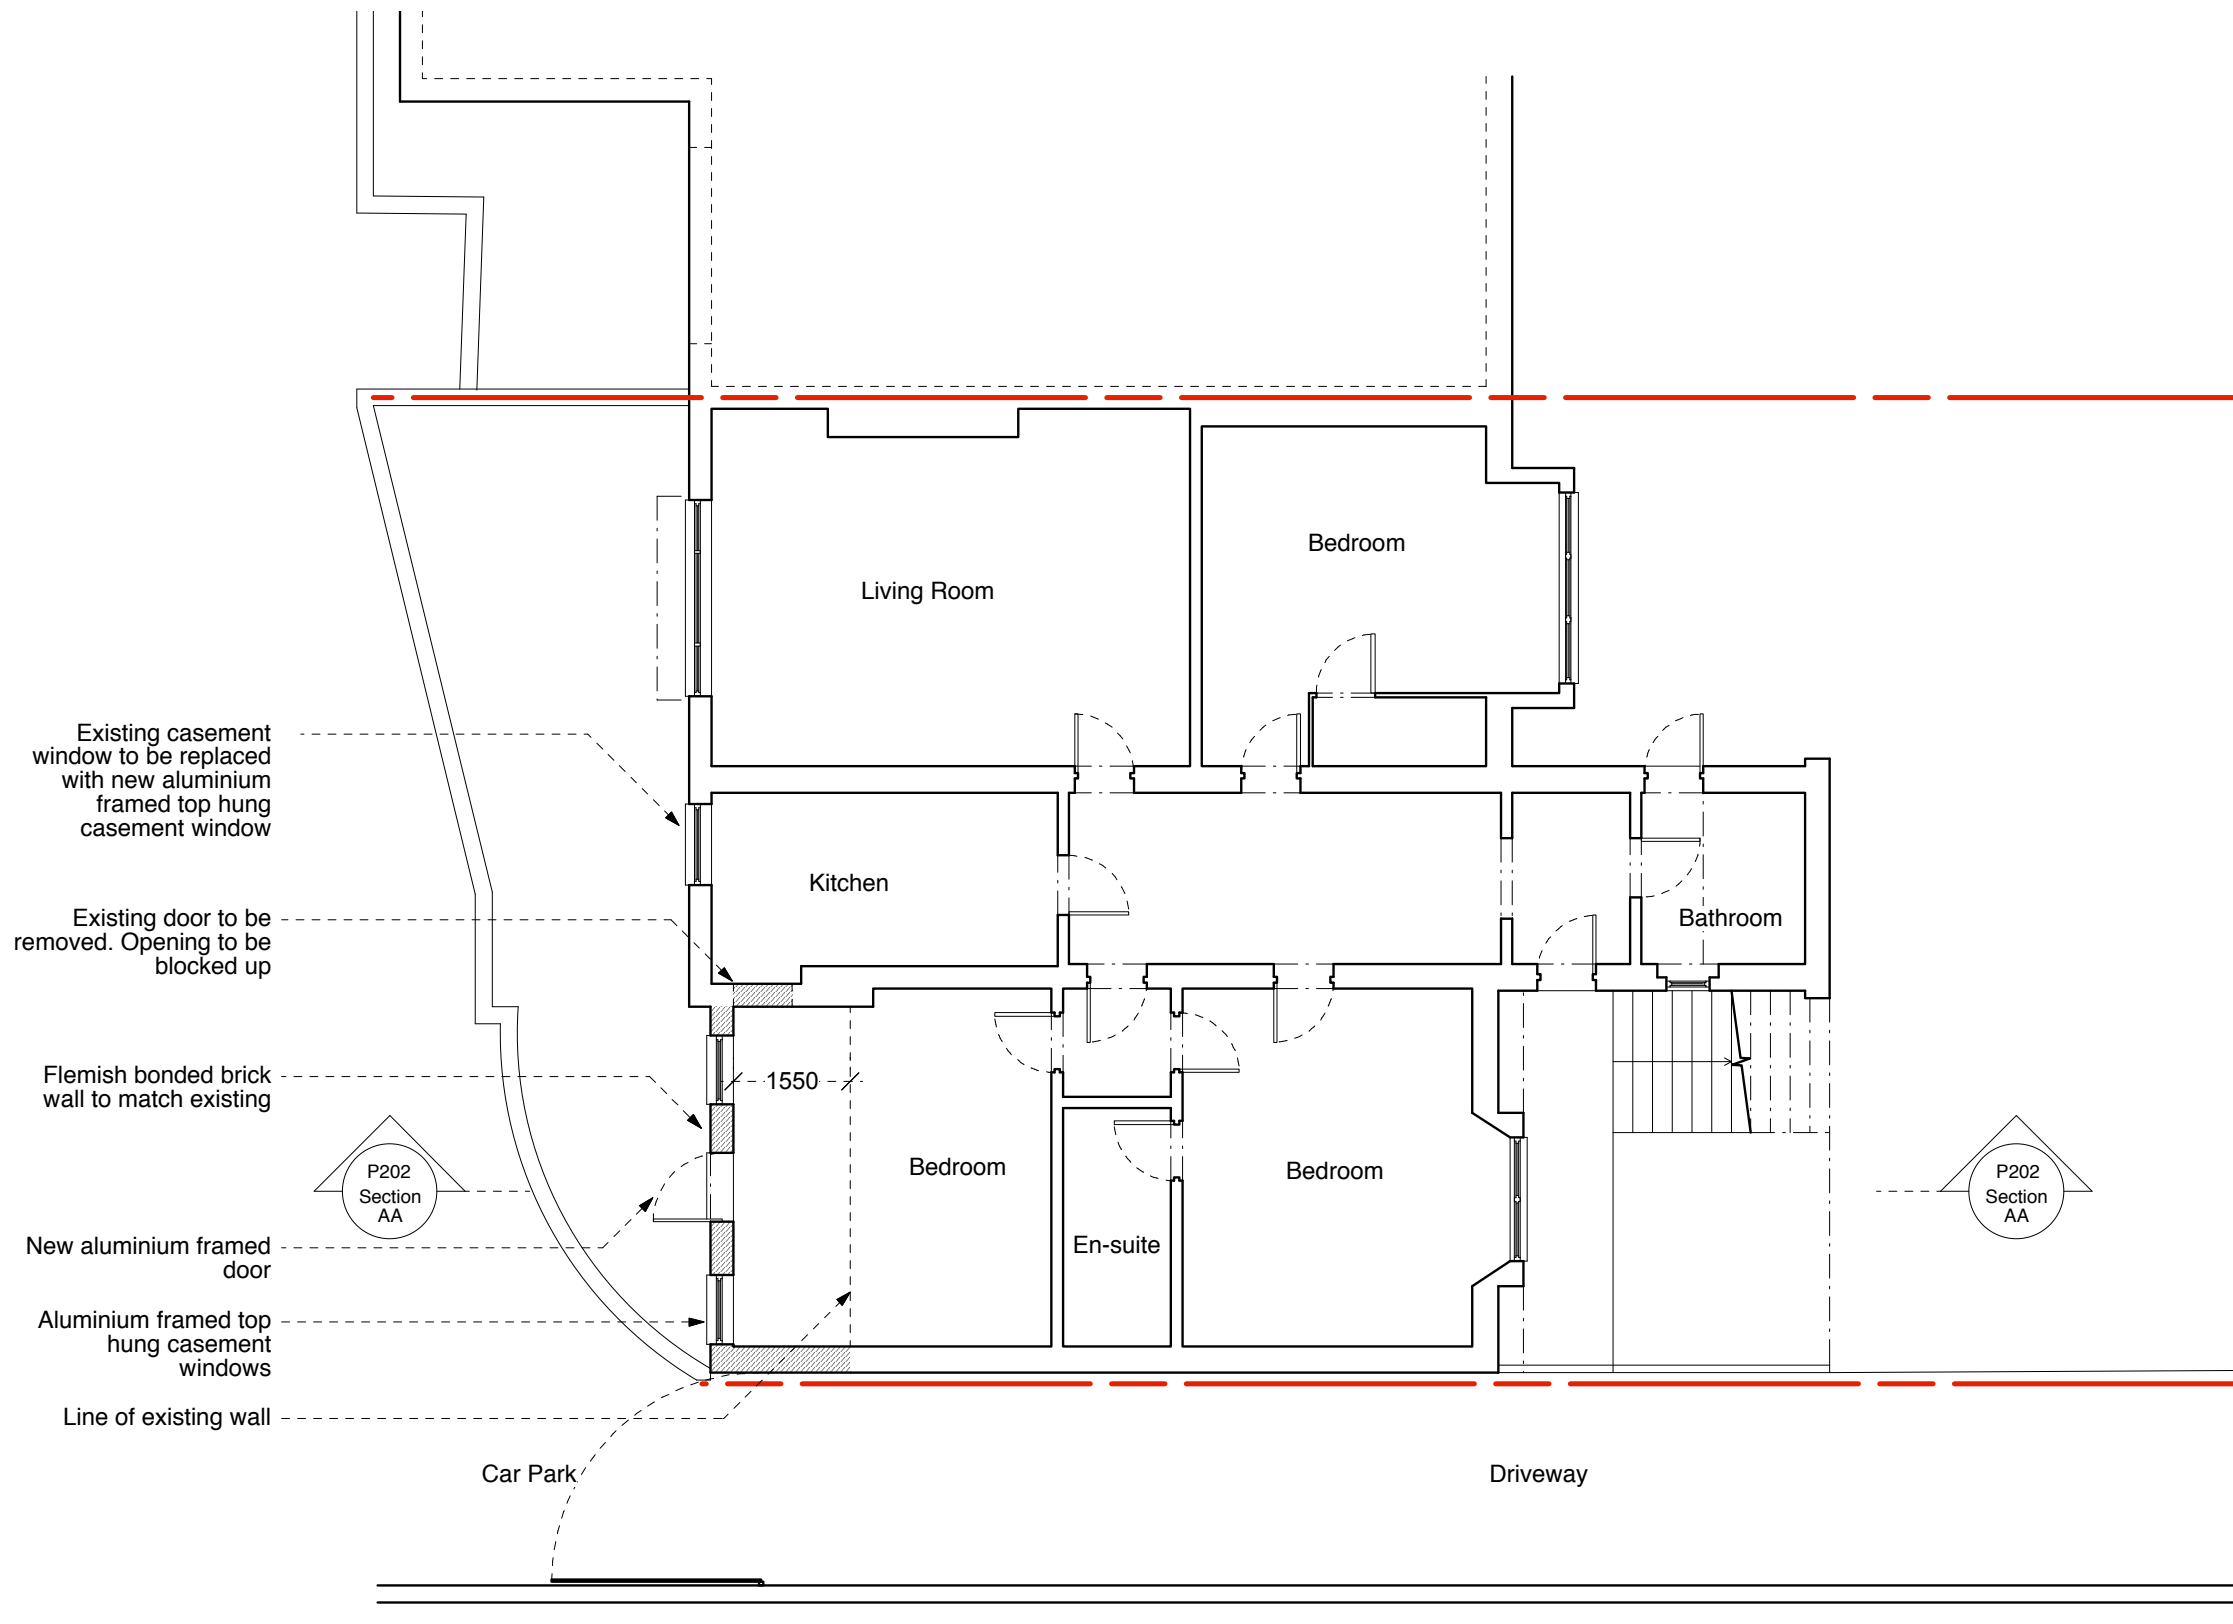 Bedroom
Living Room
Existing casement
window to be replaced
with new aluminium
framed top hung
casement window
Kitchen
Existing door to be
removed. Opening to be
blocked up
Bathroom
Flemish bonded brick
wall to match existing
1550
Bedroom
Bedroom
P202
Section
AA
P202
Section
AA
New aluminium framed
door
En-suite
Aluminium framed top
hung casement
windows
Line of existing wall
Car Park
Driveway